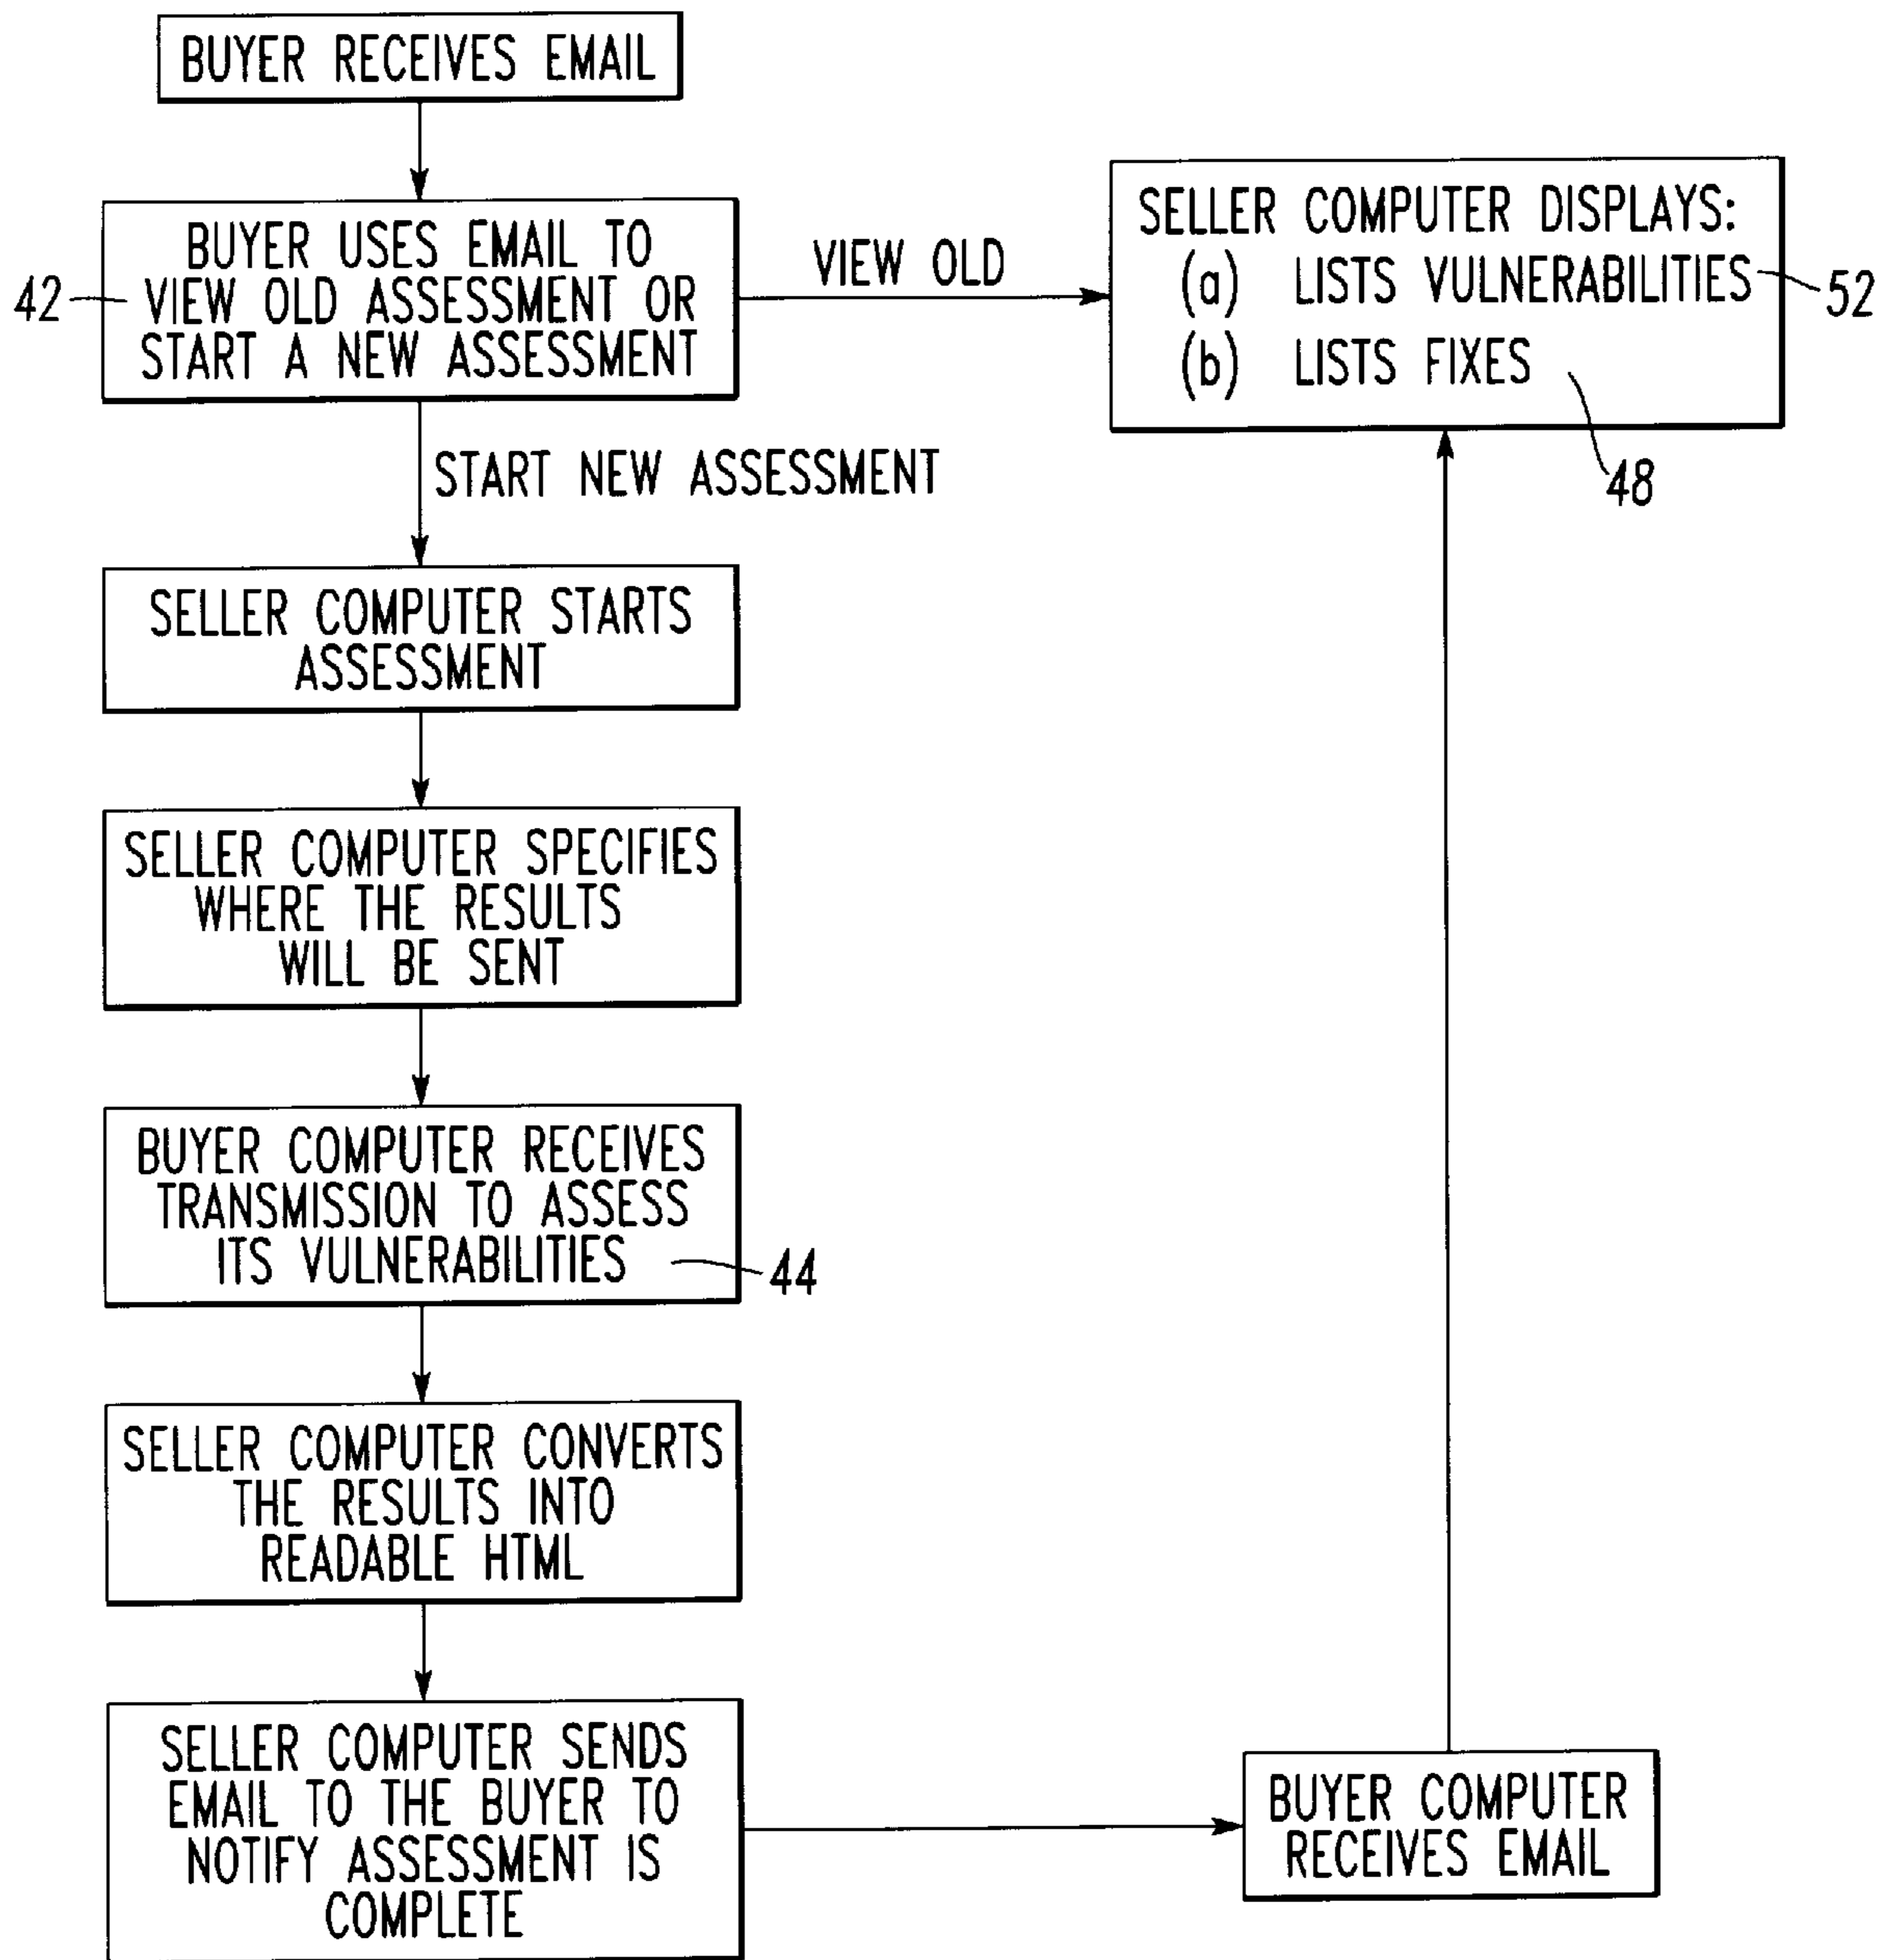 BUYER RECEIVES EMAIL
42
BUYER USES EMAIL TO
VIEW OLD ASSESSMENT OR
START A NEW ASSESSMENT
VIEW OLD
SELLER COMPUTER DISPLAYS:
(a) LISTS VULNERABILITIES
(b) LISTS FIXES
52
48
START NEW ASSESSMENT
SELLER COMPUTER STARTS
ASSESSMENT
SELLER COMPUTER SPECIFIES
WHERE THE RESULTS
WILL BE SENT
BUYER COMPUTER RECEIVES
TRANSMISSION TO ASSESS
ITS VULNERABILITIES
44
SELLER COMPUTER CONVERTS
THE RESULTS INTO
READABLE HTML
SELLER COMPUTER SENDS
EMAIL TO THE BUYER TO
NOTIFY ASSESSMENT IS
COMPLETE
BUYER COMPUTER
RECEIVES EMAIL